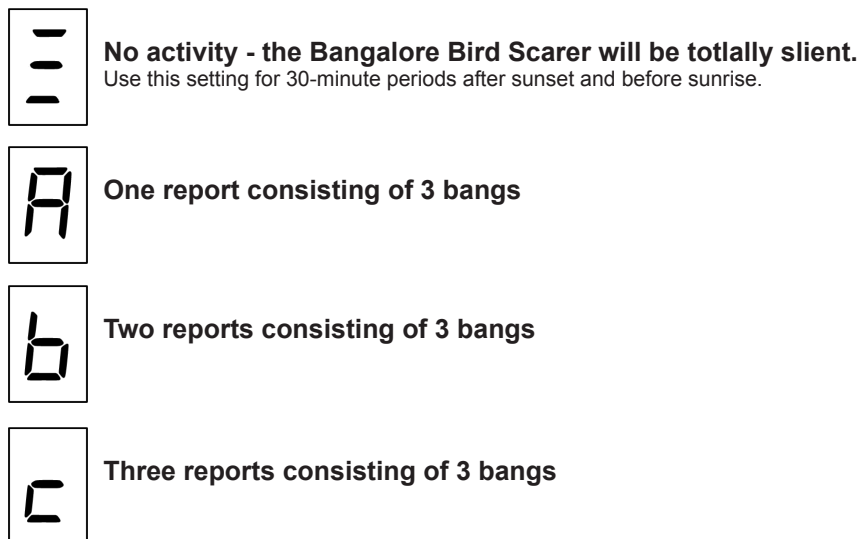 No activity - the Bangalore Bird Scarer will be totlally slient.
Use this setting for 30-minute periods after sunset and before sunrise.
A
One report consisting of 3 bangs
b
Two reports consisting of 3 bangs
c
Three reports consisting of 3 bangs